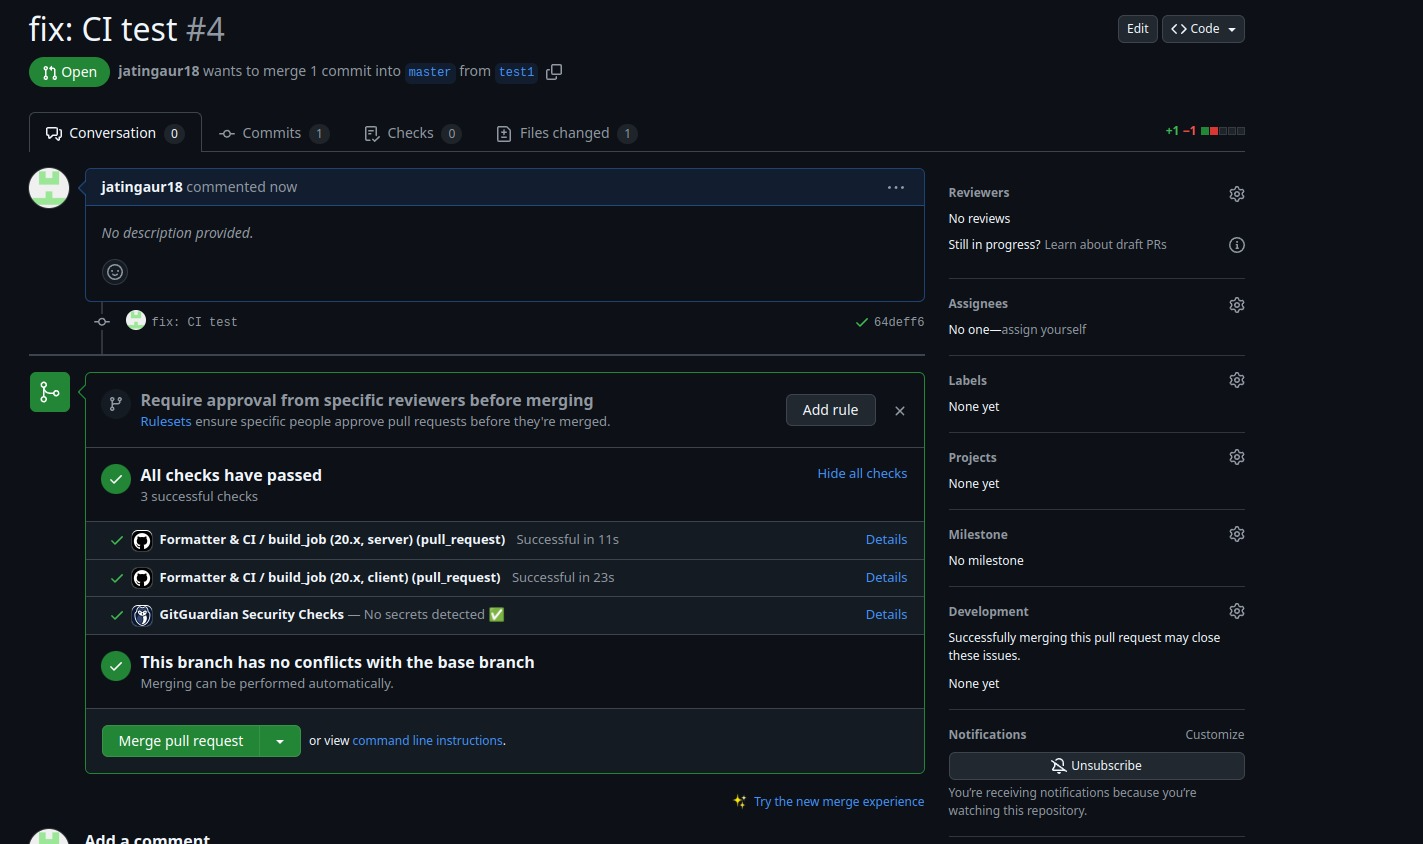 fix: CI test #4
Edit
Code
Open
jatingaur18 wants to merge 1 commit into master from test1
Conversation 0
Commits 1
Checks 0
Files changed 1
+1 −1
jatingaur18 commented now
No description provided.
fix: CI test
64deff6
Require approval from specific reviewers before merging
Rulesets ensure specific people approve pull requests before they're merged.
Add rule
All checks have passed
3 successful checks
Hide all checks
Formatter & CI / build_job (20.x, server) (pull_request) Successful in 11s
Details
Formatter & CI / build_job (20.x, client) (pull_request) Successful in 23s
Details
GitGuardian Security Checks — No secrets detected ✅
Details
This branch has no conflicts with the base branch
Merging can be performed automatically.
Merge pull request
or view command line instructions.
Try the new merge experience
Add a comment
Reviewers
No reviews
Still in progress? Learn about draft PRs
Assignees
No one—assign yourself
Labels
None yet
Projects
None yet
Milestone
No milestone
Development
Successfully merging this pull request may close
these issues.
None yet
Notifications
Customize
Unsubscribe
You're receiving notifications because you're
watching this repository.